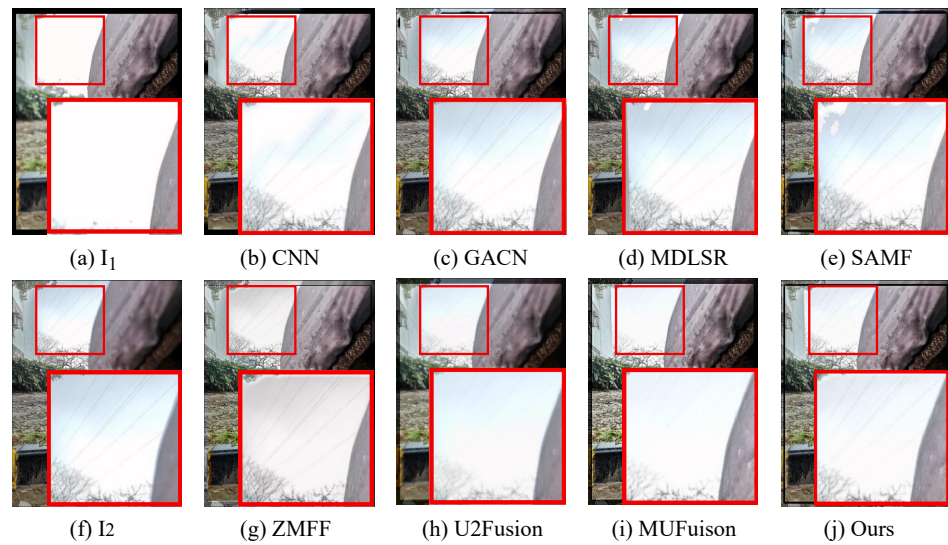 (a) I1
(b) CNN
(c) GACN
(d) MDLSR
(e) SAMF
(f) I2
(g) ZMFF
(h) U2Fusion
(i) MUFuison
(j) Ours